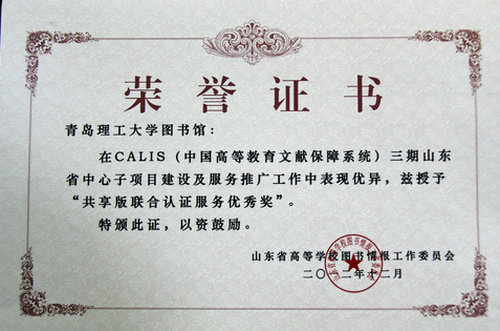 荣誉证书
青岛理工大学图书馆：
在CALIS（中国高等教育文献保障系统）三期山东
省中心子项目建设及服务推广工作中表现优异，兹授予
“共享版联合认证服务优秀奖”。
特颁此证，以资鼓励。
山东省高等学校图书情报工作委员会
二〇一二年十二月